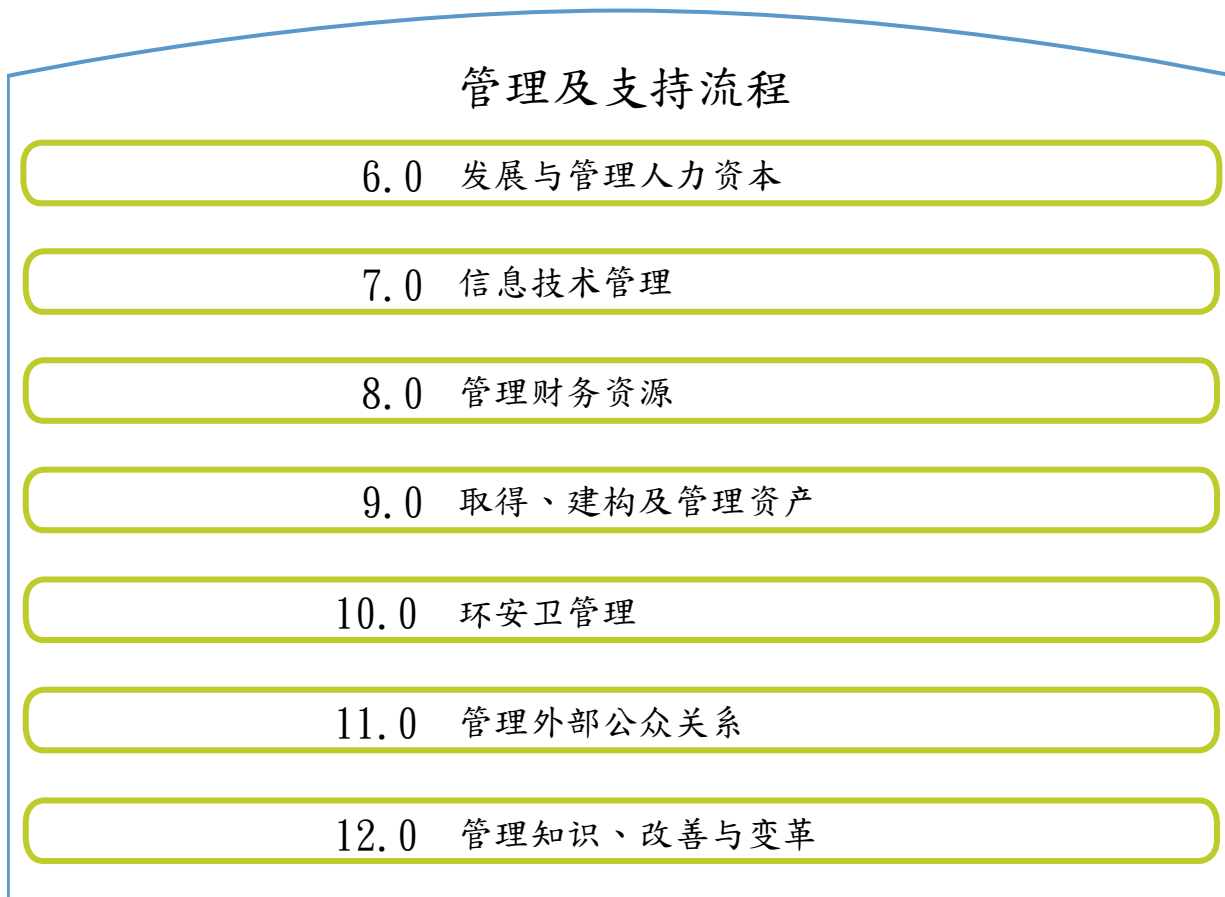 管理及支持流程
6.0 发展与管理人力资本
7.0 信息技术管理
8.0 管理财务资源
9.0 取得、建构及管理资产
10.0 环安卫管理
11.0 管理外部公众关系
12.0 管理知识、改善与变革